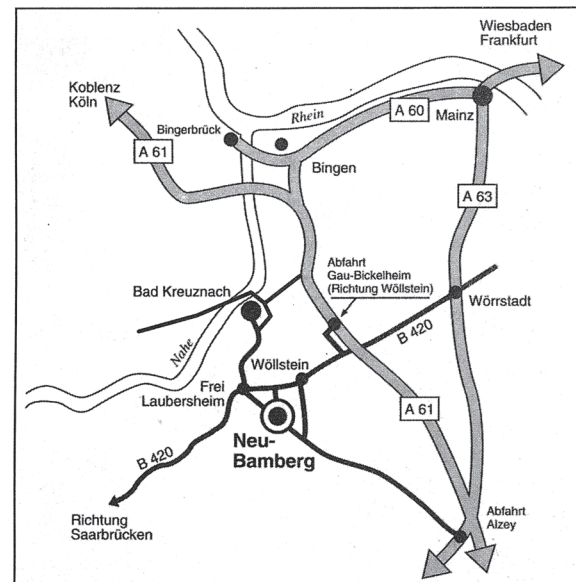 Wiesbaden
Frankfurt
Koblenz
Köln
Rhein
A 60
Mainz
Bingerbrück
A 61
Bingen
A 63
Abfahrt
Gau-Bickelheim
(Richtung Wöllstein)
Bad Kreuznach
Wörrstadt
B 420
Nahe
Wöllstein
Frei
Laubersheim
A 61
Neu-
Bamberg
B 420
Abfahrt
Alzey
Richtung
Saarbrücken